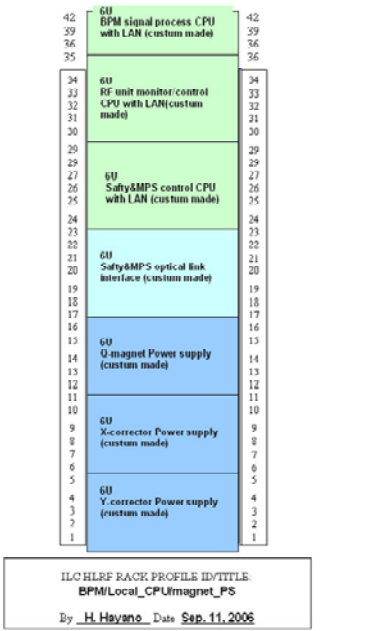 42 6U 42
39 BPM signal process CPU 39
36 with LAN (custum made) 36
35 36
34 6U 34
33 RF unit monitor/control 33
32 CPU with LAN(custum 32
31 made) 31
30 30
29 29
29 29
27 6U 27
26 Safty&MPS control CPU 26
25 with LAN (custum made) 25
24 24
23 23
22 6U 22
21 Safty&MPS optical link 21
20 interface (custum made) 20
19 19
18 18
17 17
16 16
15 6U 15
14 Q-magnet Power supply 14
13 (custum made) 13
12 12
11 11
10 10
9 6U 9
8 X-corrector Power supply 8
7 (custum made) 7
6 6
5 5
4 6U 4
3 Y-corrector Power supply 3
2 (custum made) 2
1 1
ILC HLRF RACK PROFILE ID/TITLE:
BPM/Local_CPU/magnet_PS
By H. Hayano Date Sep. 11, 2006